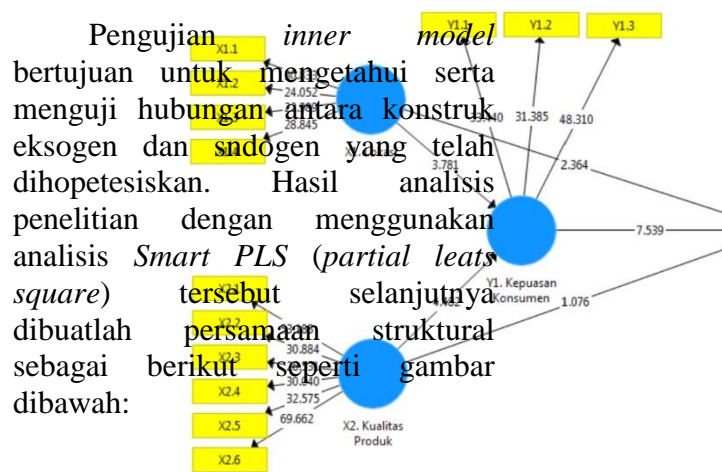 Pengujian inner model
bertujuan untuk mengetahui serta
menguji hubungan antara konstruk
eksogen dan sndogen yang telah
dihopetesiskan. Hasil analisis
penelitian dengan menggunakan
analisis Smart PLS (partial leats
square) tersebut selanjutnya
dibuatlah persamaan struktural
sebagai berikut seperti gambar
dibawah:
Y1.1
Y1.2
Y1.3
X1.1
X1.2
24.052
28.845
31.385
48.310
3.781
2.364
7.539
1.076
Y1. Kepuasan
Konsumen
X2.1
X2.2
X2.3
X2.4
X2.5
X2.6
30.884
30.840
32.575
69.662
X2. Kualitas
Produk